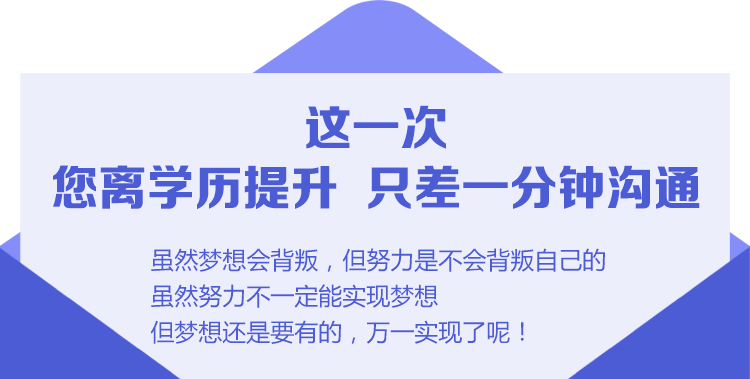 这一次
您离学历提升 只差一分钟沟通
虽然梦想会背叛，但努力是不会背叛自己的
虽然努力不一定能实现梦想
但梦想还是要有的，万一实现了呢！